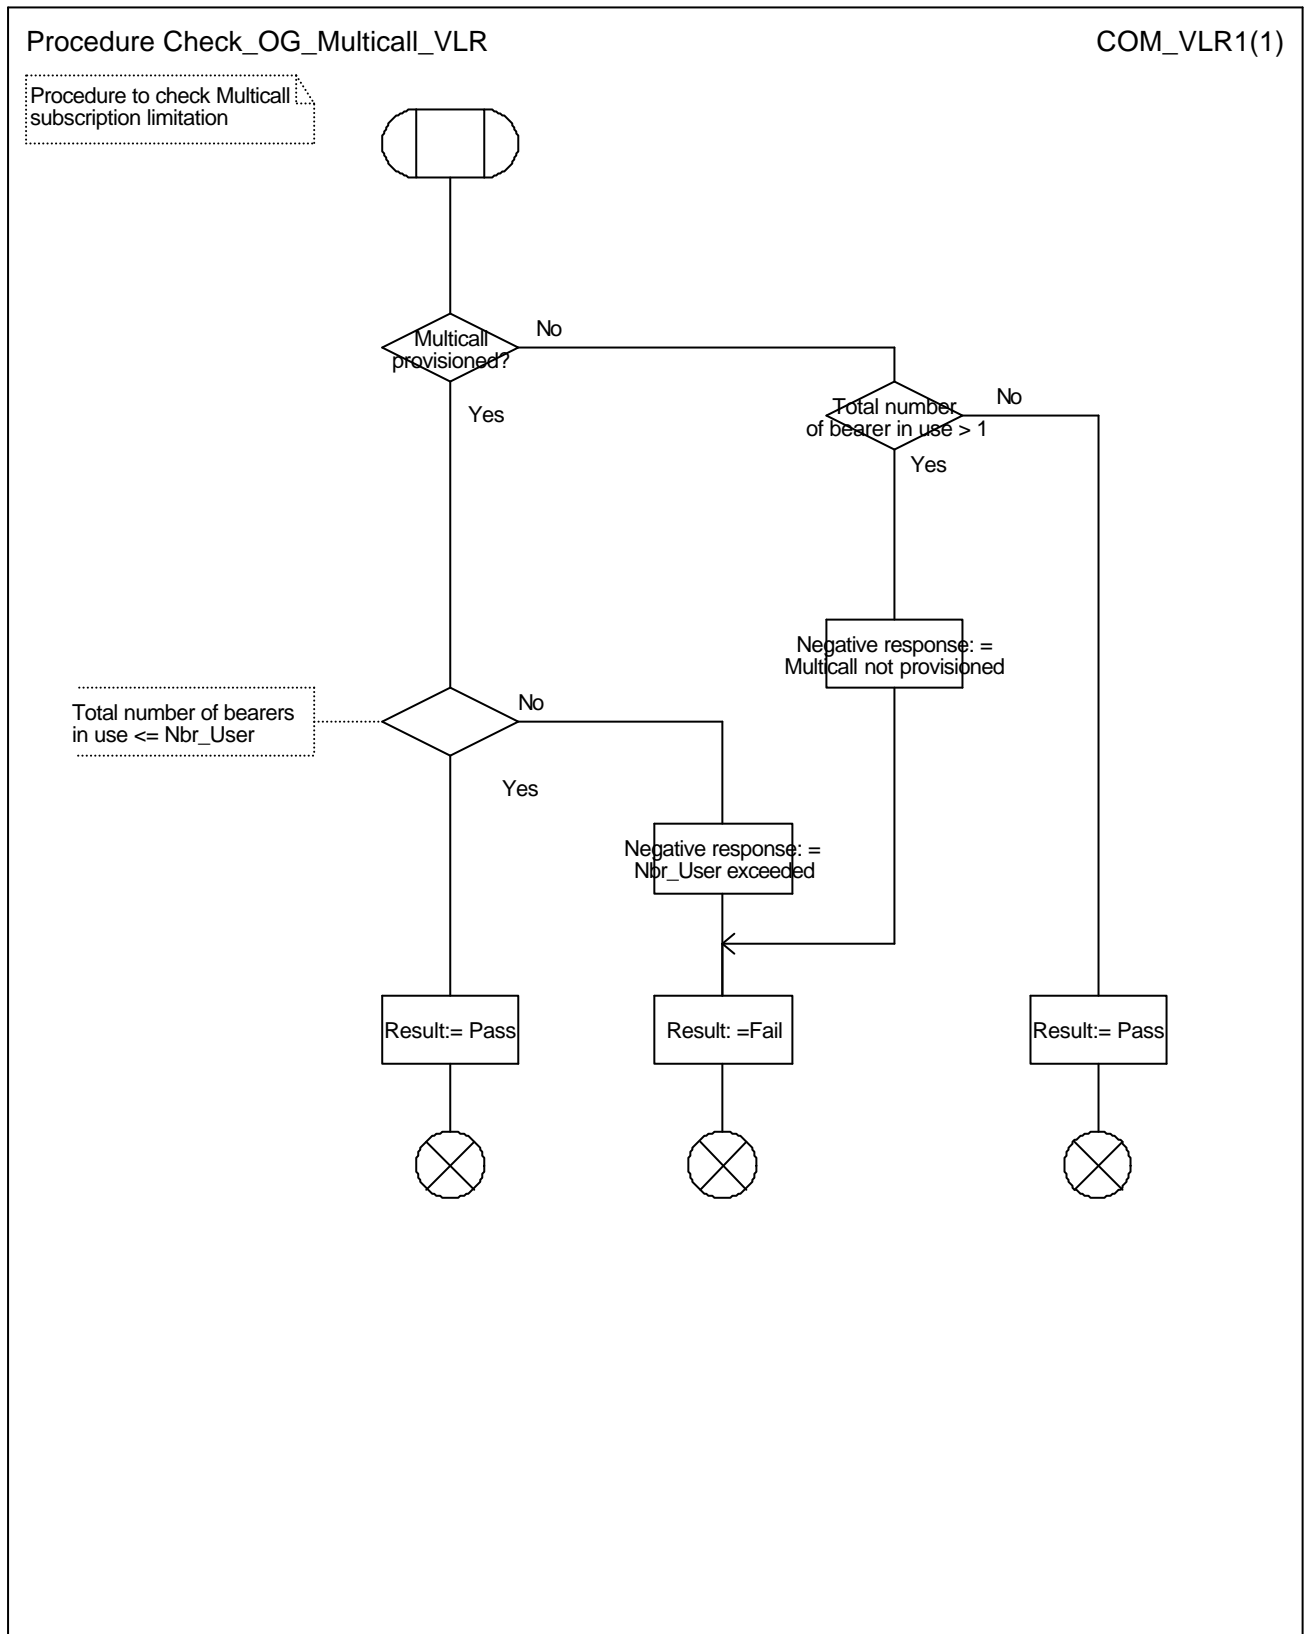 Procedure Check_OG_Multicall_VLR
COM_VLR1(1)
Procedure to check Multicall
subscription limitation
Multicall
provisioned?
No
Yes
Total number
of bearer in use > 1
No
Yes
Negative response: =
Multicall not provisioned
Total number of bearers
in use <= Nbr_User
No
Yes
Negative response: =
Nbr_User exceeded
Result:= Pass
Result: =Fail
Result:= Pass